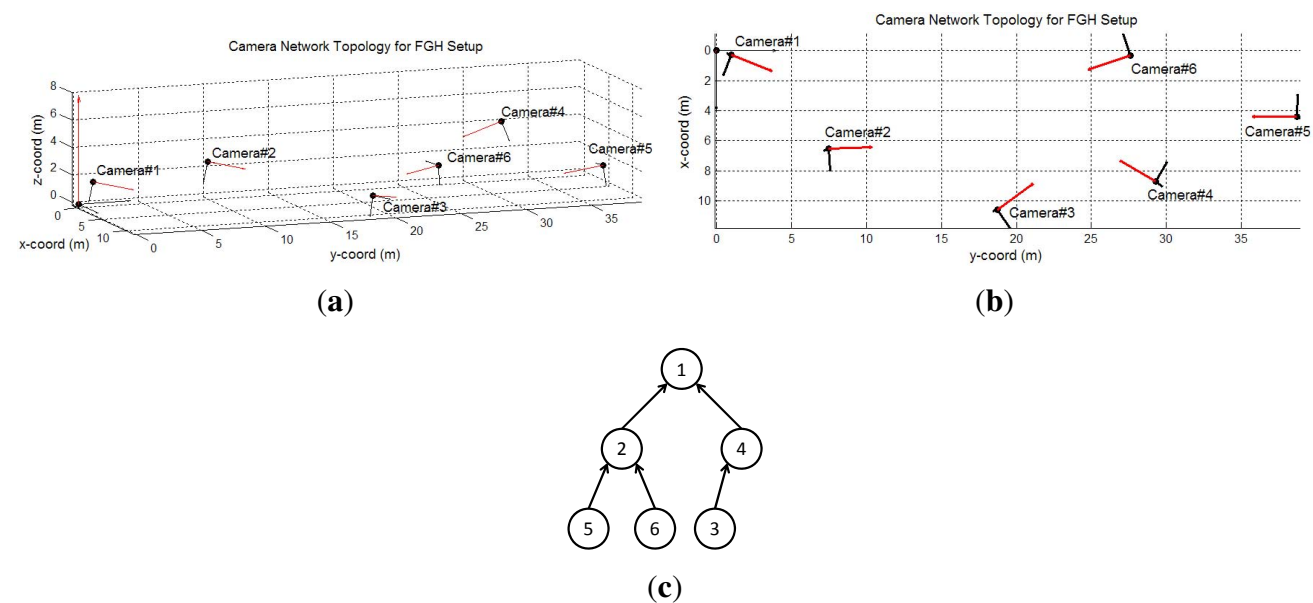 Camera Network Topology for FGH Setup
8
6
4
2
0
z-coord (m)
Camera#1
Camera#2
Camera#3
Camera#4
Camera#5
Camera#6
0
5
10
x-coord (m)
0
5
10
15
20
25
30
35
y-coord (m)
(a)
Camera Network Topology for FGH Setup
0
2
4
6
8
10
x-coord (m)
Camera#1
Camera#6
Camera#2
Camera#5
Camera#4
Camera#3
0
5
10
15
20
25
30
35
y-coord (m)
(b)
1
2
4
5
6
3
(c)